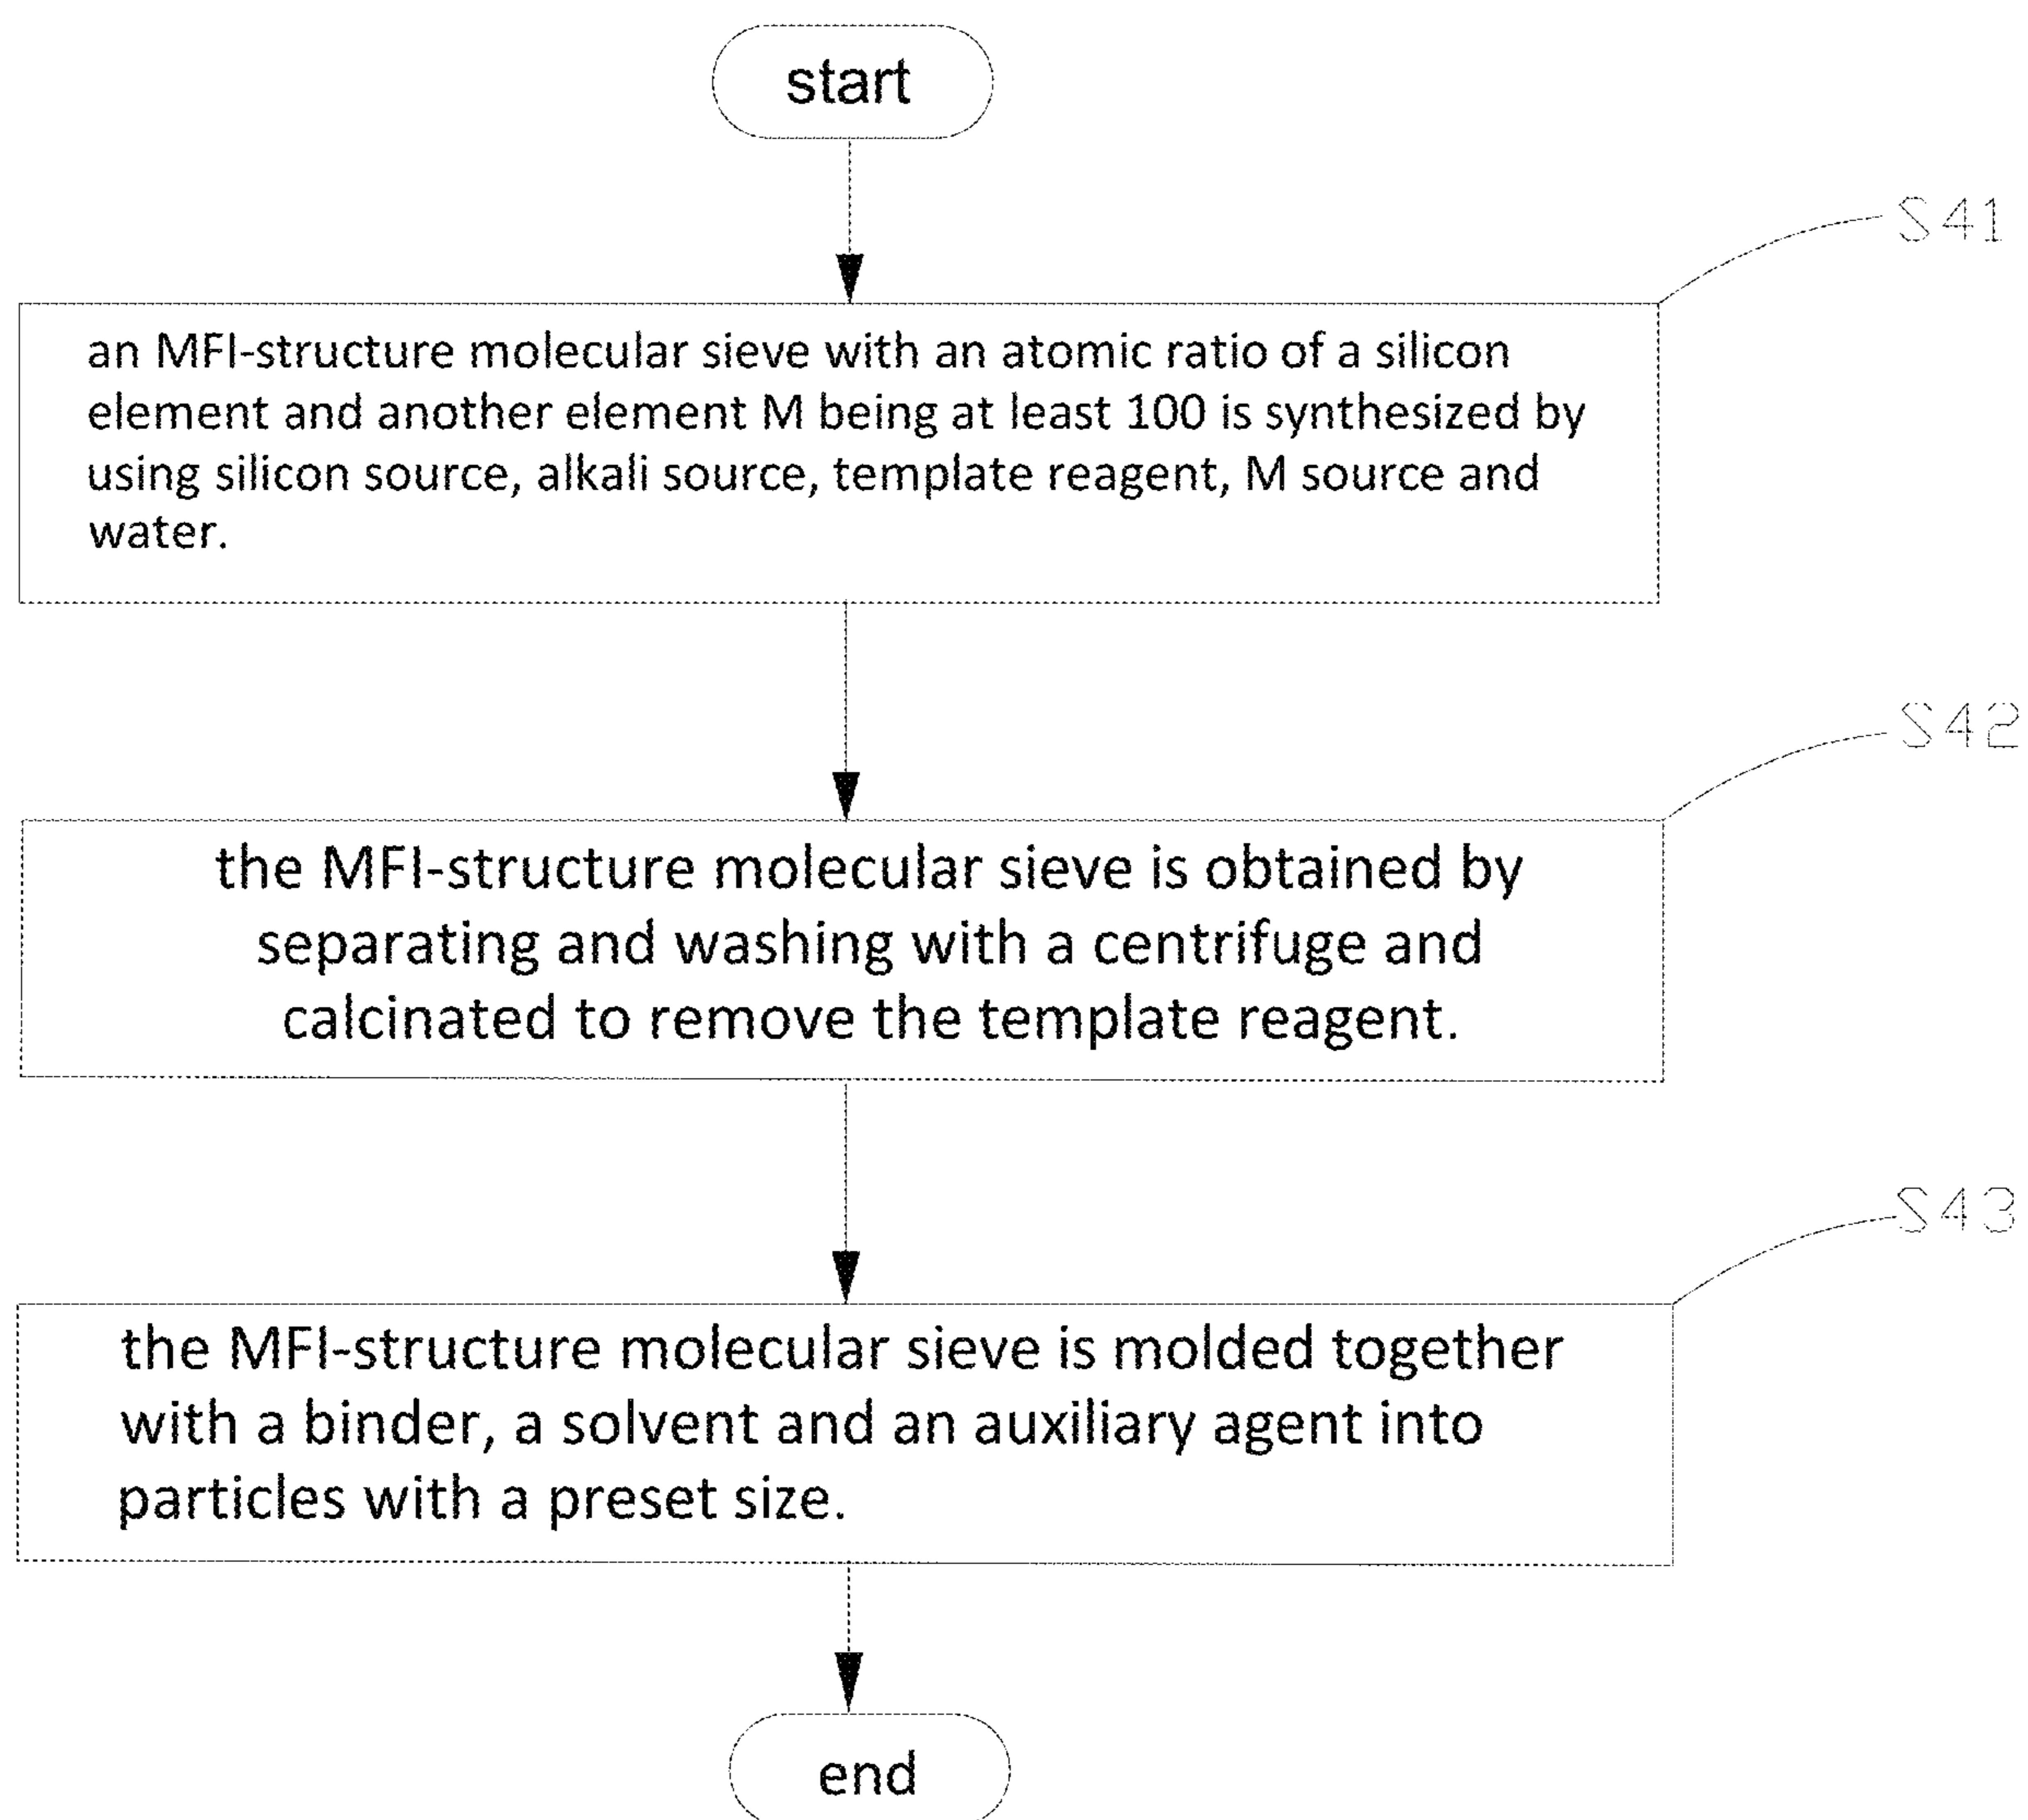 start
S41
an MFI-structure molecular sieve with an atomic ratio of a silicon
element and another element M being at least 100 is synthesized by
using silicon source, alkali source, template reagent, M source and
water.
S42
the MFI-structure molecular sieve is obtained by
separating and washing with a centrifuge and
calcinated to remove the template reagent.
S43
the MFI-structure molecular sieve is molded together
with a binder, a solvent and an auxiliary agent into
particles with a preset size.
end